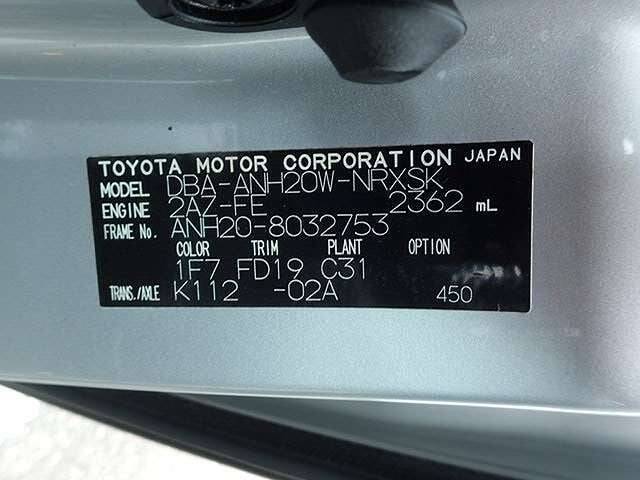 TOYOTA MOTOR CORPORATION JAPAN
MODEL DBA-ANH20W-NRXSK
ENGINE 2AZ-FE 2362 mL
FRAME No. ANH20-8032753
COLOR TRIM PLANT OPTION
1F7 FD19 C31
TRANS./AXLE K112 -02A 450